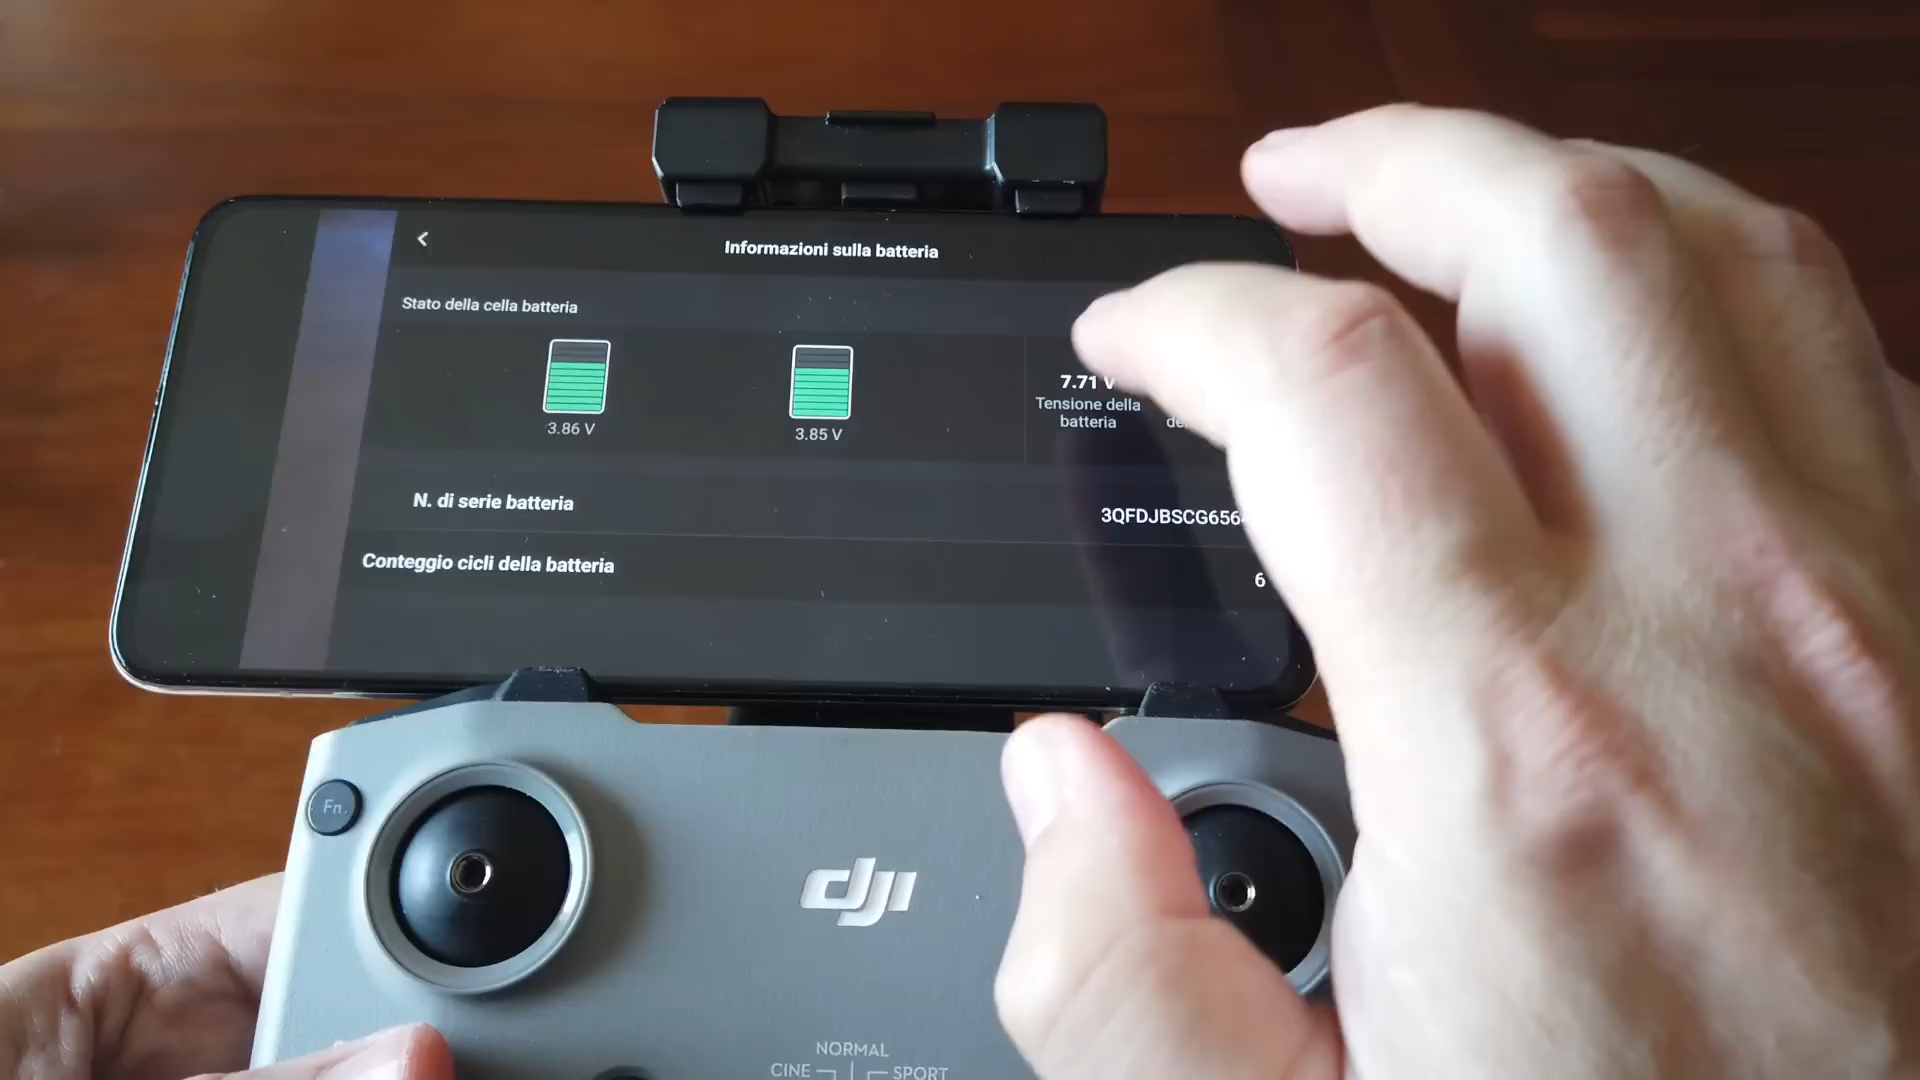 Informazioni sulla batteria
Stato della cella batteria
3.86 V
3.85 V
7.71 V
Tensione della
batteria
N. di serie batteria
3QFDJBSCG656
Conteggio cicli della batteria
6
Fn
dji
NORMAL
CINE
SPORT